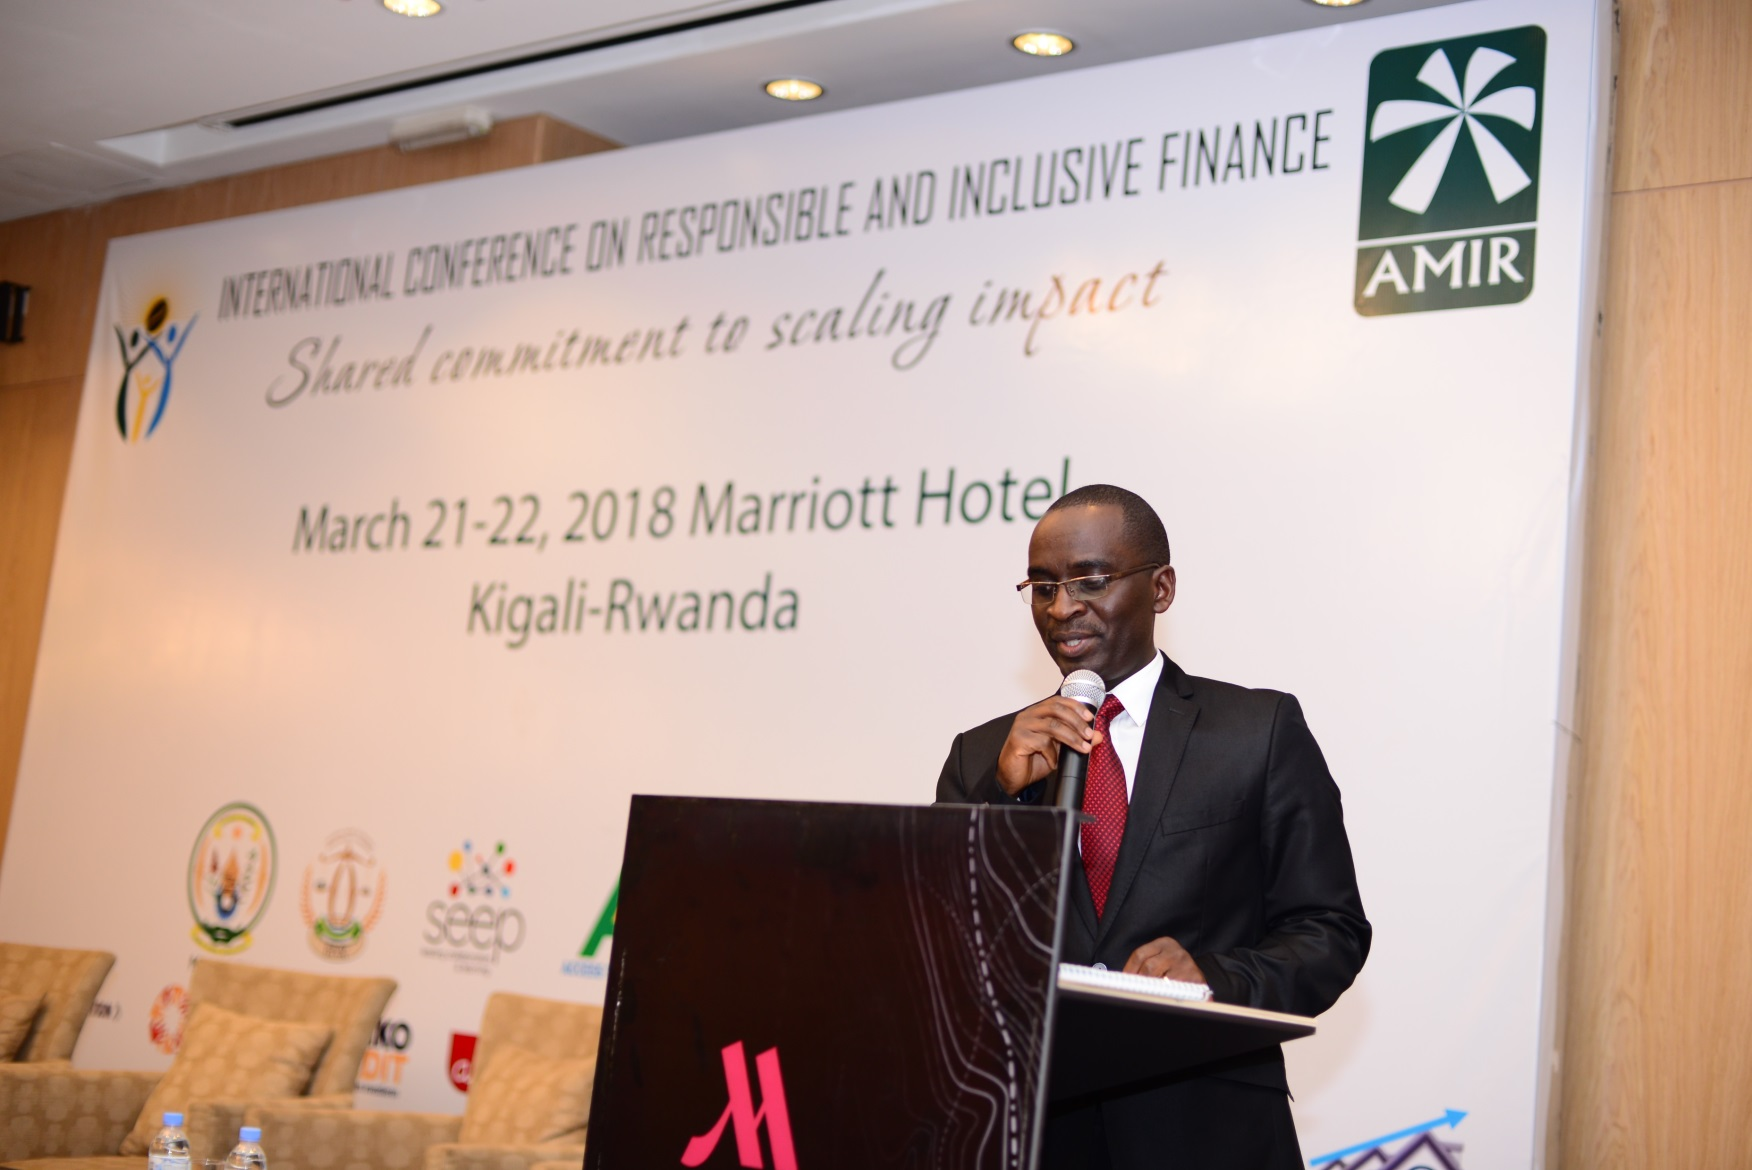 INTERNATIONAL CONFERENCE ON RESPONSIBLE AND INCLUSIVE FINANCE
AMIR
Shared commitment to scaling impact
March 21-22, 2018 Marriott Hotel
Kigali-Rwanda
seep